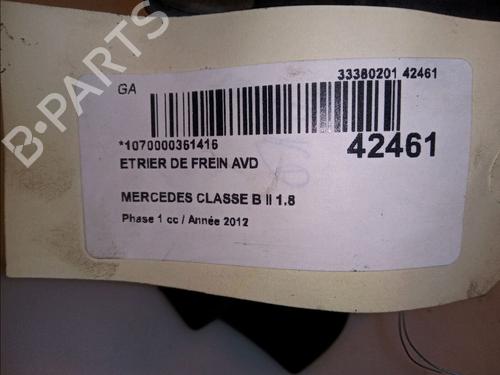 GA
33380201 42461
*1070000361416
42461
ETRIER DE FREIN AVD
MERCEDES CLASSE B II 1.8
Phase 1 cc / Année 2012
B-PARTS